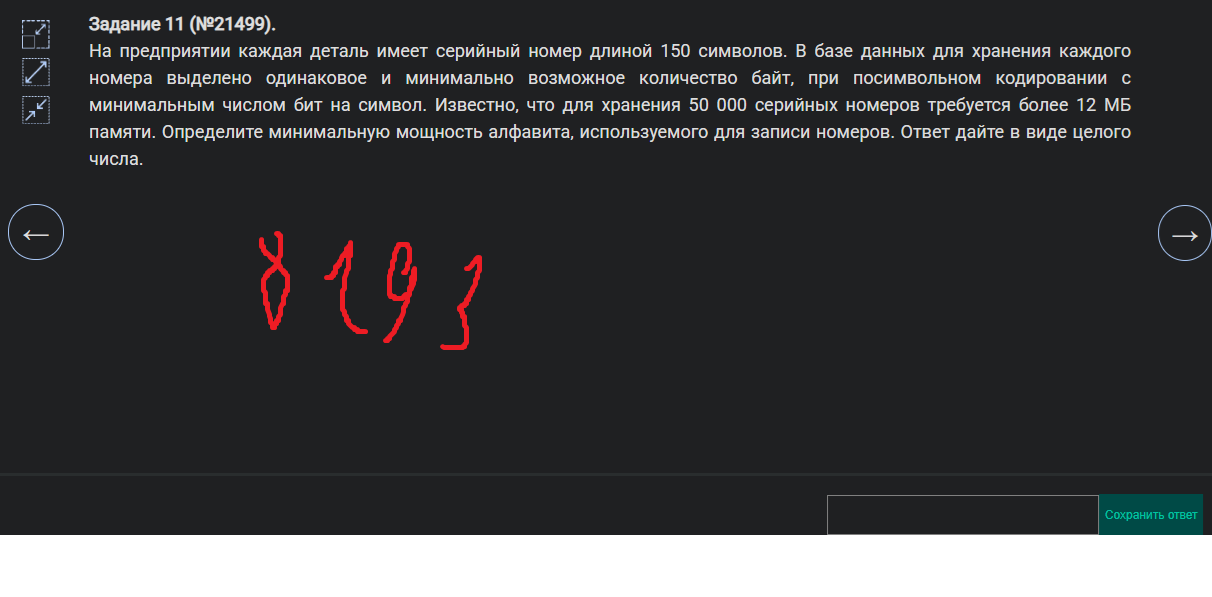 Задание 11 (№21499).
На предприятии каждая деталь имеет серийный номер длиной 150 символов. В базе данных для хранения каждого
номера выделено одинаковое и минимально возможное количество байт, при посимвольном кодировании с
минимальным числом бит на символ. Известно, что для хранения 50 000 серийных номеров требуется более 12 МБ
памяти. Определите минимальную мощность алфавита, используемого для записи номеров. Ответ дайте в виде целого
числа.
← →
8193
Сохранить ответ